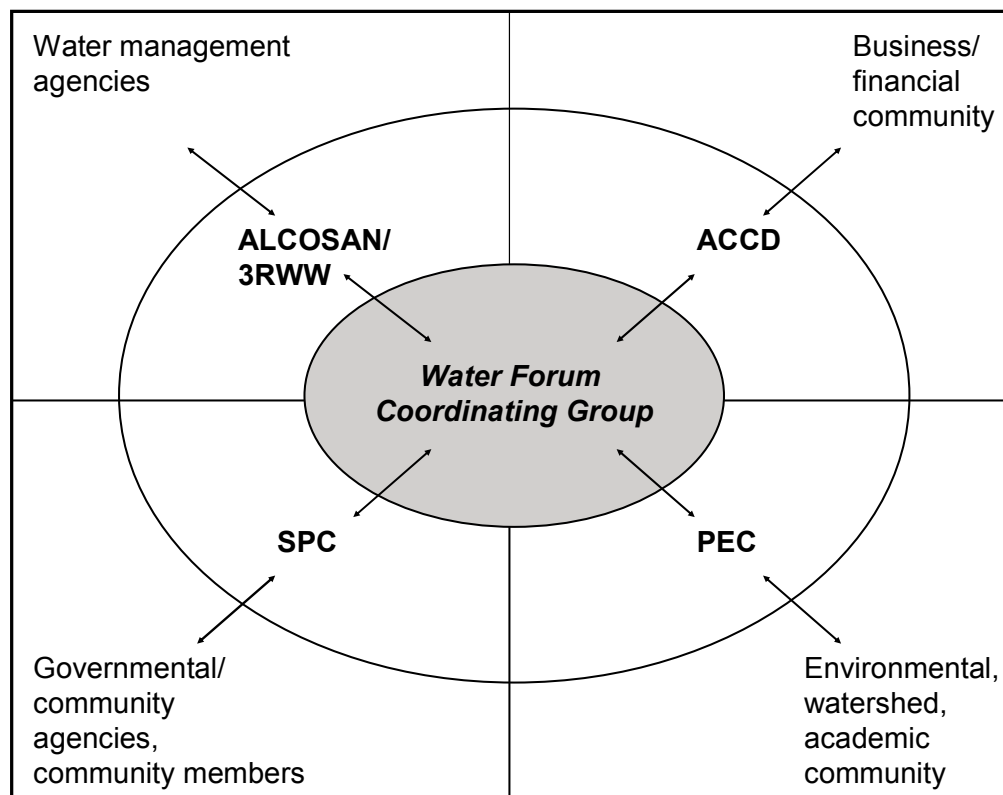 Water management
agencies
Business/
financial
community
ALCOSAN/
3RWW
ACCD
Water Forum
Coordinating Group
SPC
PEC
Governmental/
community
agencies,
community members
Environmental,
watershed,
academic
community